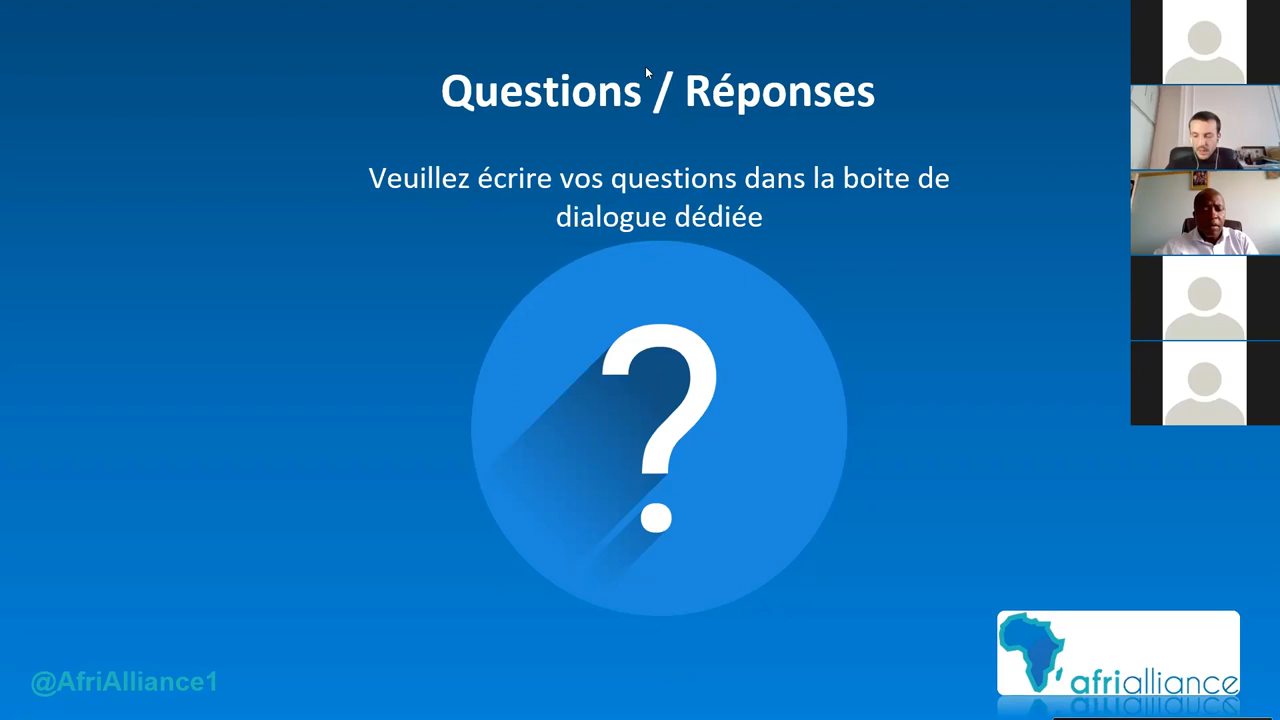 Questions / Réponses
Veuillez écrire vos questions dans la boite de
dialogue dédiée
?
@AfriAlliance1
afrialliance